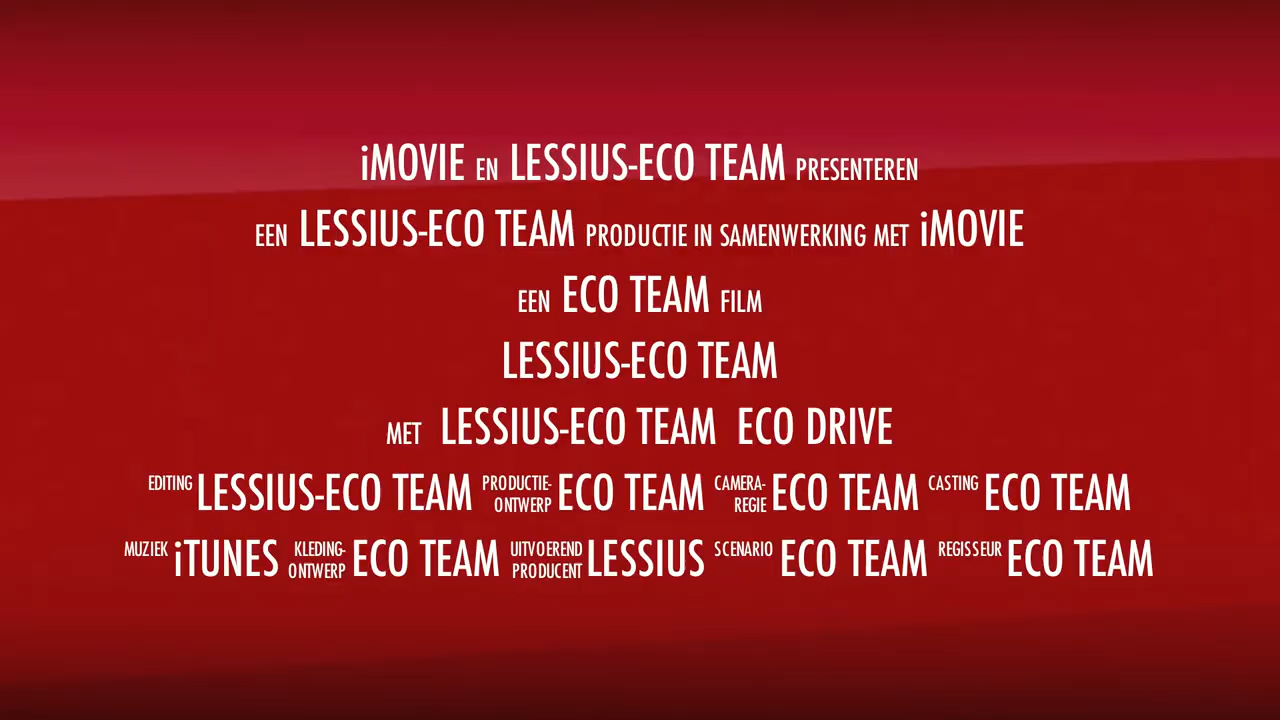 iMOVIE EN LESSIUS-ECO TEAM PRESENTEREN
EEN LESSIUS-ECO TEAM PRODUCTIE IN SAMENWERKING MET iMOVIE
EEN ECO TEAM FILM
LESSIUS-ECO TEAM
MET LESSIUS-ECO TEAM ECO DRIVE
EDITING LESSIUS-ECO TEAM PRODUCTIE-ONTWERP ECO TEAM CAMERA-REGIE ECO TEAM CASTING ECO TEAM
MUZIEK iTUNES KLEDING-ONTWERP ECO TEAM UITVOEREND PRODUCENT LESSIUS SCENARIO ECO TEAM REGISSEUR ECO TEAM